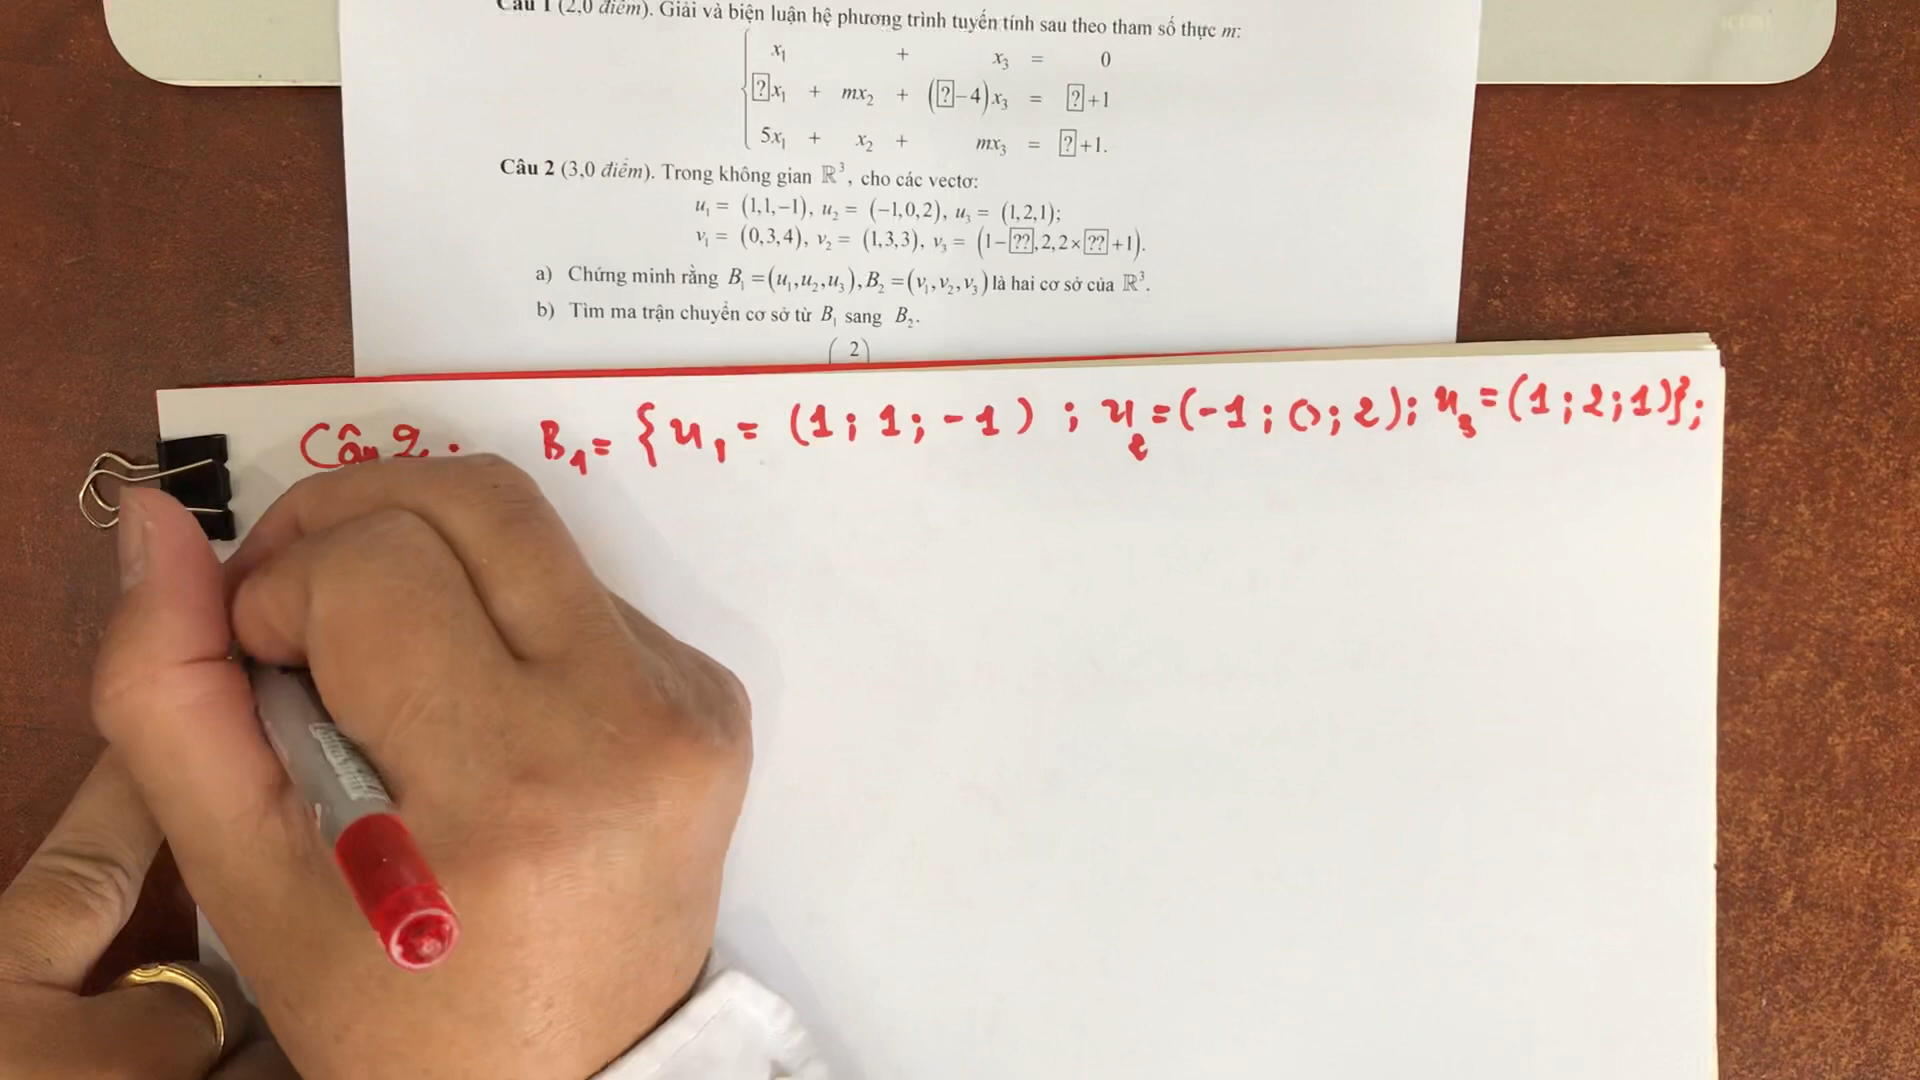 Câu 1 (2,0 điểm). Giải và biện luận hệ phương trình tuyến tính sau theo tham số thực m:
x₁ + x₃ = 0
[?]x₁ + mx₂ + ([?]−4)x₃ = [?]+1
5x₁ + x₂ + mx₃ = [?]+1.
Câu 2 (3,0 điểm). Trong không gian ℝ³, cho các vectơ:
u₁ = (1,1,−1), u₂ = (−1,0,2), u₃ = (1,2,1);
v₁ = (0,3,4), v₂ = (1,3,3), v₃ = (1−[??],2,2×[??]+1).
a) Chứng minh rằng B₁=(u₁,u₂,u₃),B₂=(v₁,v₂,v₃) là hai cơ sở của ℝ³.
b) Tìm ma trận chuyển cơ sở từ B₁ sang B₂.
(2)
Câu 2. B₁= {u₁ = (1; 1; -1) ; u₂=(-1; 0; 2); u₃=(1;2;1)};